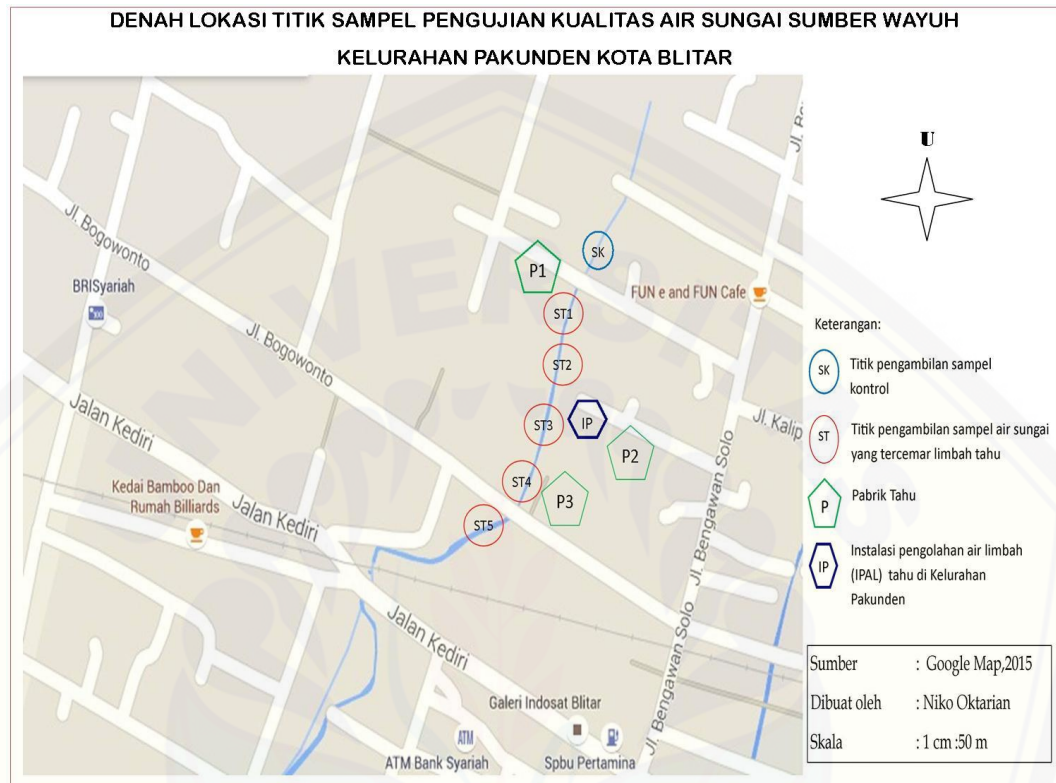 DENAH LOKASI TITIK SAMPEL PENGUJIAN KUALITAS AIR SUNGAI SUMBER WAYUH
KELURAHAN PAKUNDEN KOTA BLITAR
U
Jl. Bogowonto
BRISyariah
Jl. Bogowonto
Jalan Kediri
Kedai Bamboo Dan
Rumah Billiards
Jalan Kediri
Jalan Kediri
SK
P1
ST1
ST2
ST3
IP
P2
ST4
P3
ST5
FUN e and FUN Cafe
Jl. Kalip
Jl. Bengawan Solo
Jl. Bengawan Solo
Galeri Indosat Blitar
ATM
ATM Bank Syariah
Spbu Pertamina
Keterangan:
SK
Titik pengambilan sampel
kontrol
ST
Titik pengambilan sampel air sungai
yang tercemar limbah tahu
P
Pabrik Tahu
IP
Instalasi pengolahan air limbah
(IPAL) tahu di Kelurahan
Pakunden
Sumber : Google Map,2015
Dibuat oleh : Niko Oktarian
Skala : 1 cm :50 m